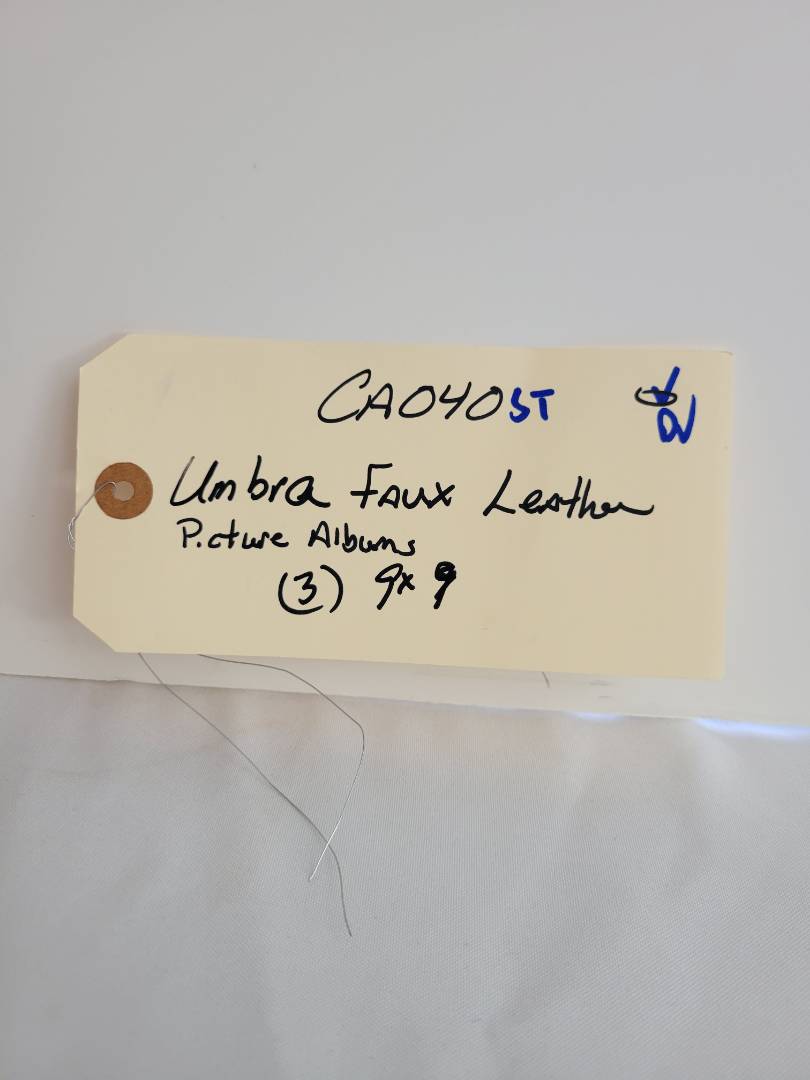 CA040ST
Umbra Faux Leather
Picture Albums
(3) 9x9